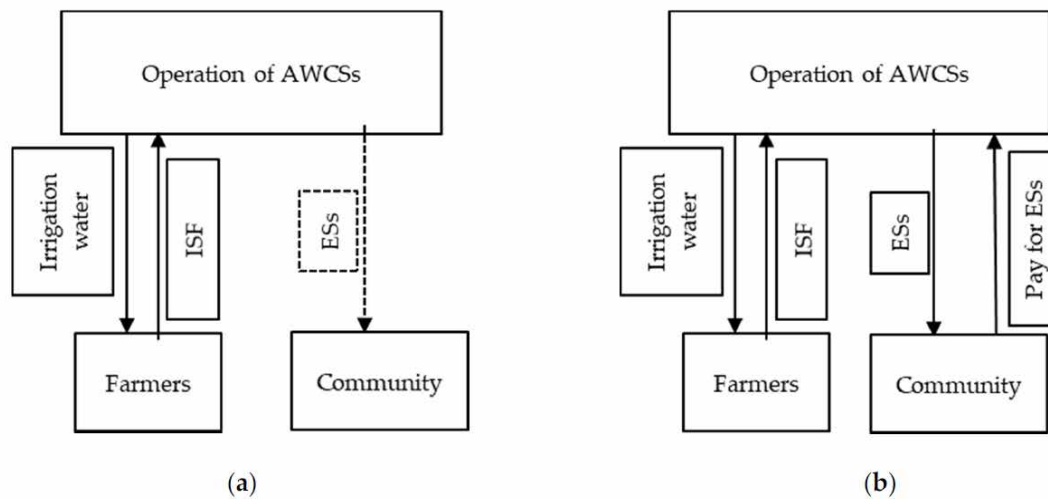 Operation of AWCSs
Irrigation
water
ISF
ESs
Farmers
Community
(a)
Operation of AWCSs
Irrigation
water
ISF
ESs
Pay for ESs
Farmers
Community
(b)